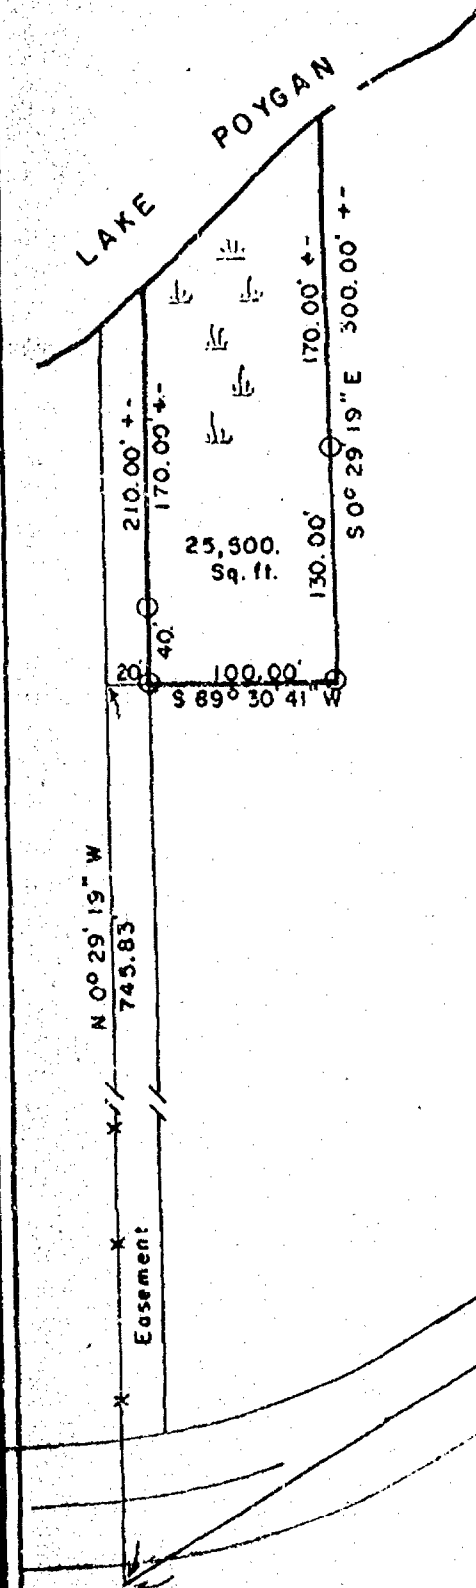 LAKE POYGAN
170.00' +-
300.00' +-
S 0° 29' 19" E
210.00' +-
170.00' +-
130.00'
25,500.
Sq. ft.
40.'
20'
100.00'
S 89° 30' 41" W
N 0° 29' 19" W
745.83'
Easement